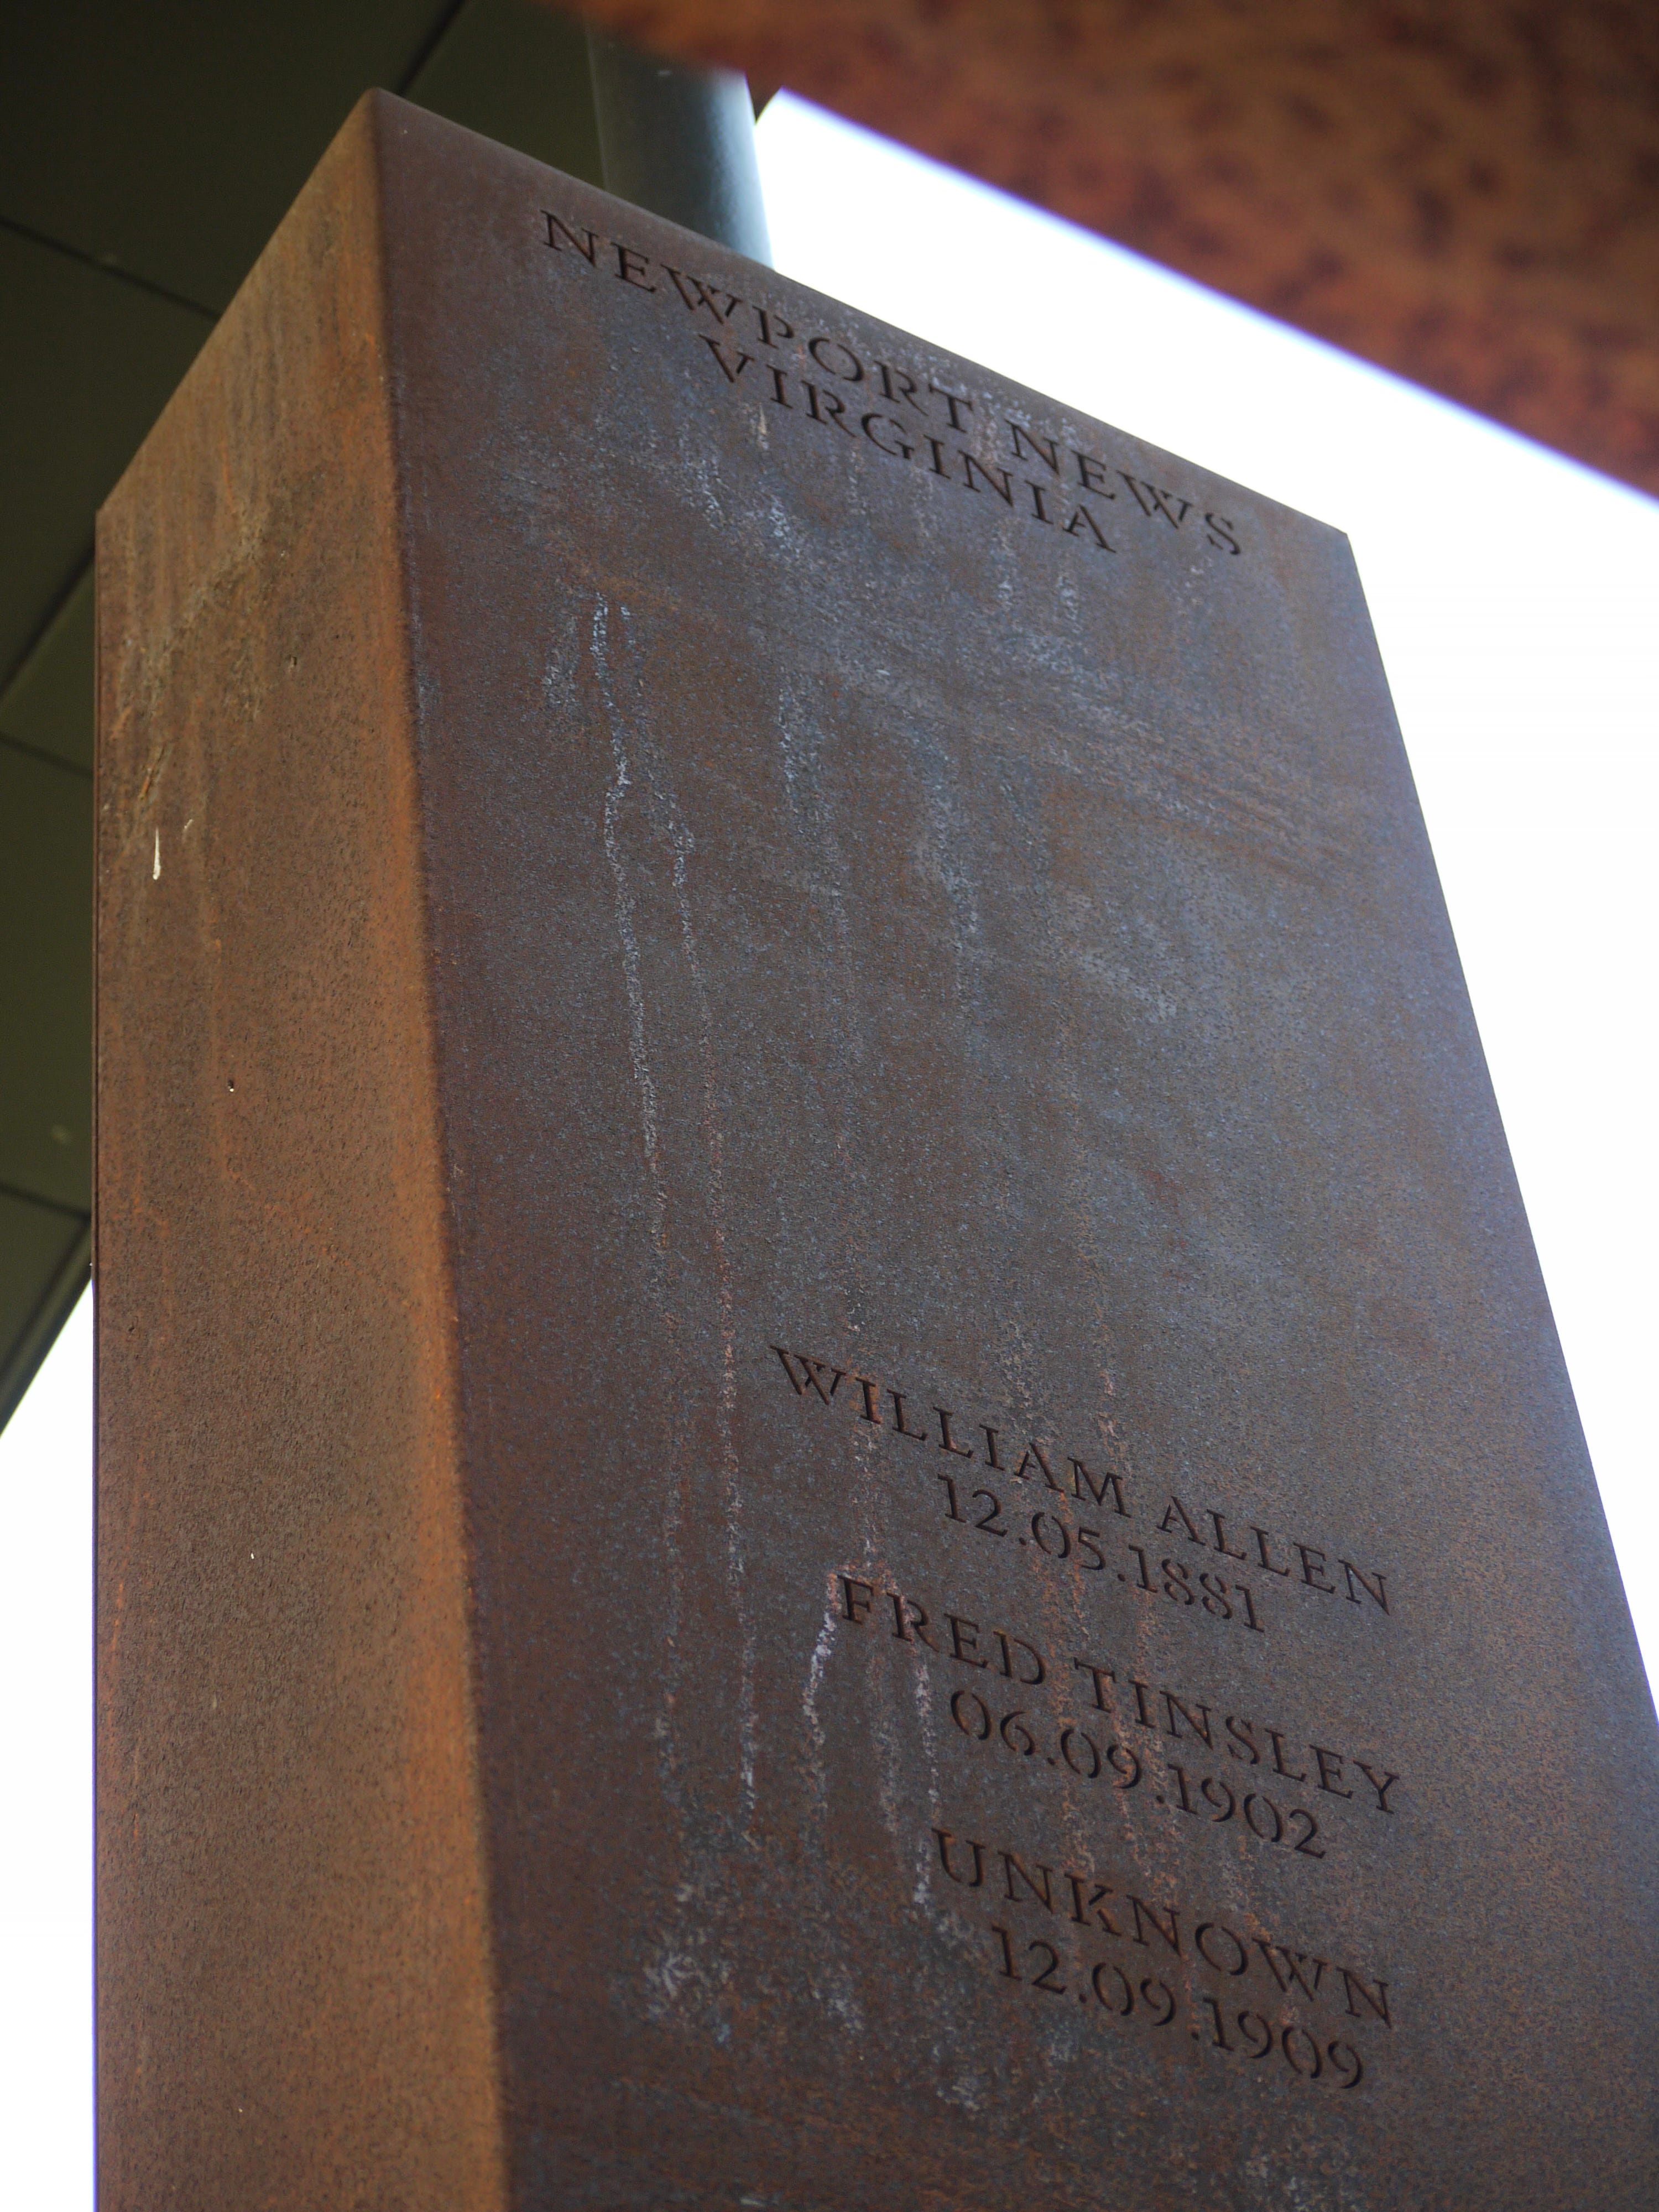 NEWPORT NEWS
VIRGINIA
WILLIAM ALLEN
12.05.1881
FRED TINSLEY
06.09.1902
UNKNOWN
12.09.1909